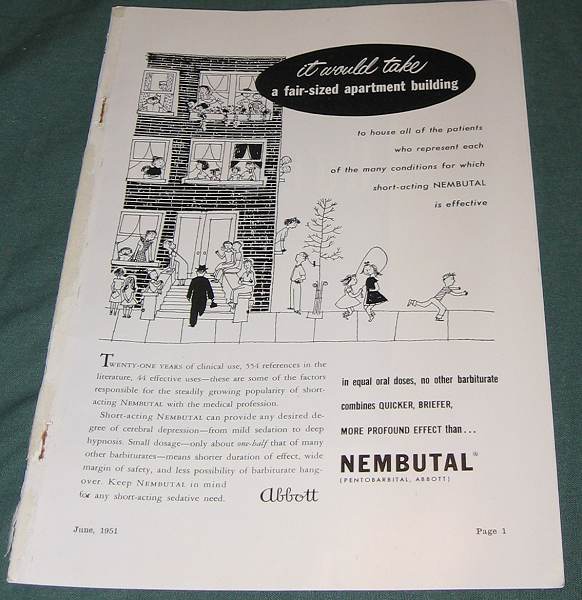 it would take
a fair-sized apartment building
to house all of the patients
who represent each
of the many conditions for which
short-acting NEMBUTAL
is effective
TWENTY-ONE YEARS of clinical use, 554 references in the
literature, 44 effective uses—these are some of the factors
responsible for the steadily growing popularity of short-
acting NEMBUTAL with the medical profession.
Short-acting NEMBUTAL can provide any desired de-
gree of cerebral depression—from mild sedation to deep
hypnosis. Small dosage—only about one-half that of many
other barbiturates—means shorter duration of effect, wide
margin of safety, and less possibility of barbiturate hang-
over. Keep NEMBUTAL in mind
for any short-acting sedative need.
Abbott
in equal oral doses, no other barbiturate
combines QUICKER, BRIEFER,
MORE PROFOUND EFFECT than...
NEMBUTAL®
(PENTOBARBITAL, ABBOTT)
June, 1951
Page 1